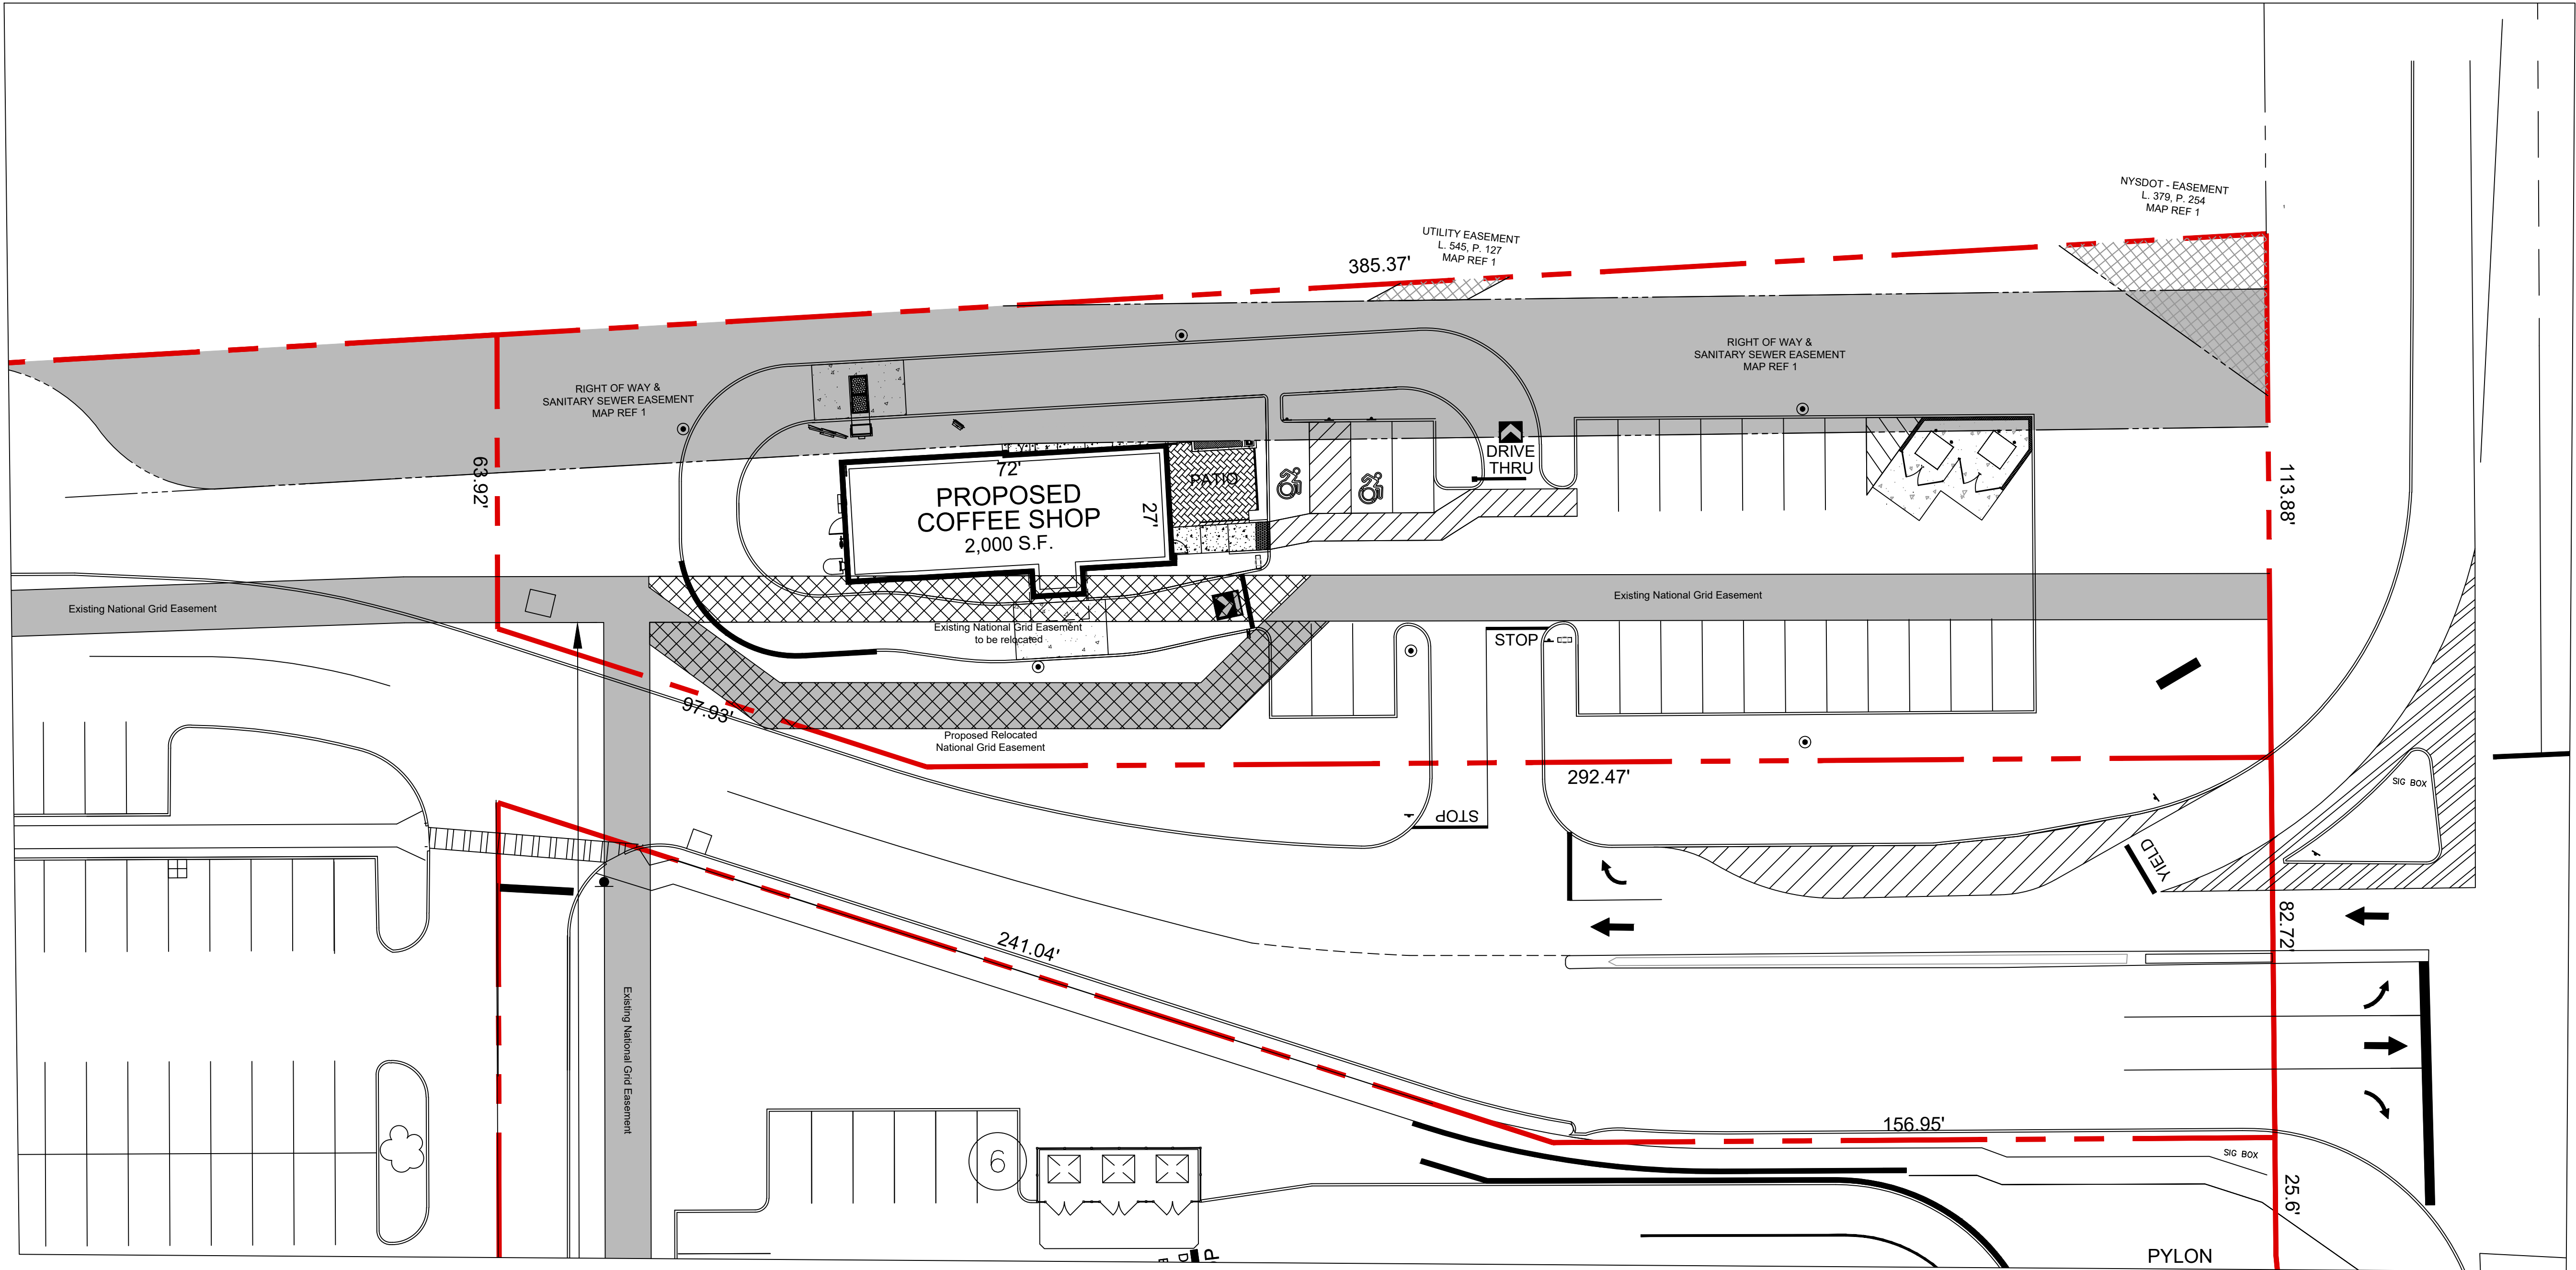 NYSDOT - EASEMENT
L. 379, P. 254
MAP REF 1
UTILITY EASEMENT
L. 545, P. 127
MAP REF 1
385.37'
RIGHT OF WAY &
SANITARY SEWER EASEMENT
MAP REF 1
RIGHT OF WAY &
SANITARY SEWER EASEMENT
MAP REF 1
63.92'
72'
PROPOSED
COFFEE SHOP
2,000 S.F.
27'
PATIO
DRIVE
THRU
113.88'
Existing National Grid Easement
Existing National Grid Easement
Existing National Grid Easement
to be relocated
STOP
97.93'
Proposed Relocated
National Grid Easement
292.47'
STOP
SIG BOX
YIELD
82.72'
241.04'
Existing National Grid Easement
156.95'
6
SIG BOX
25.6'
PYLON